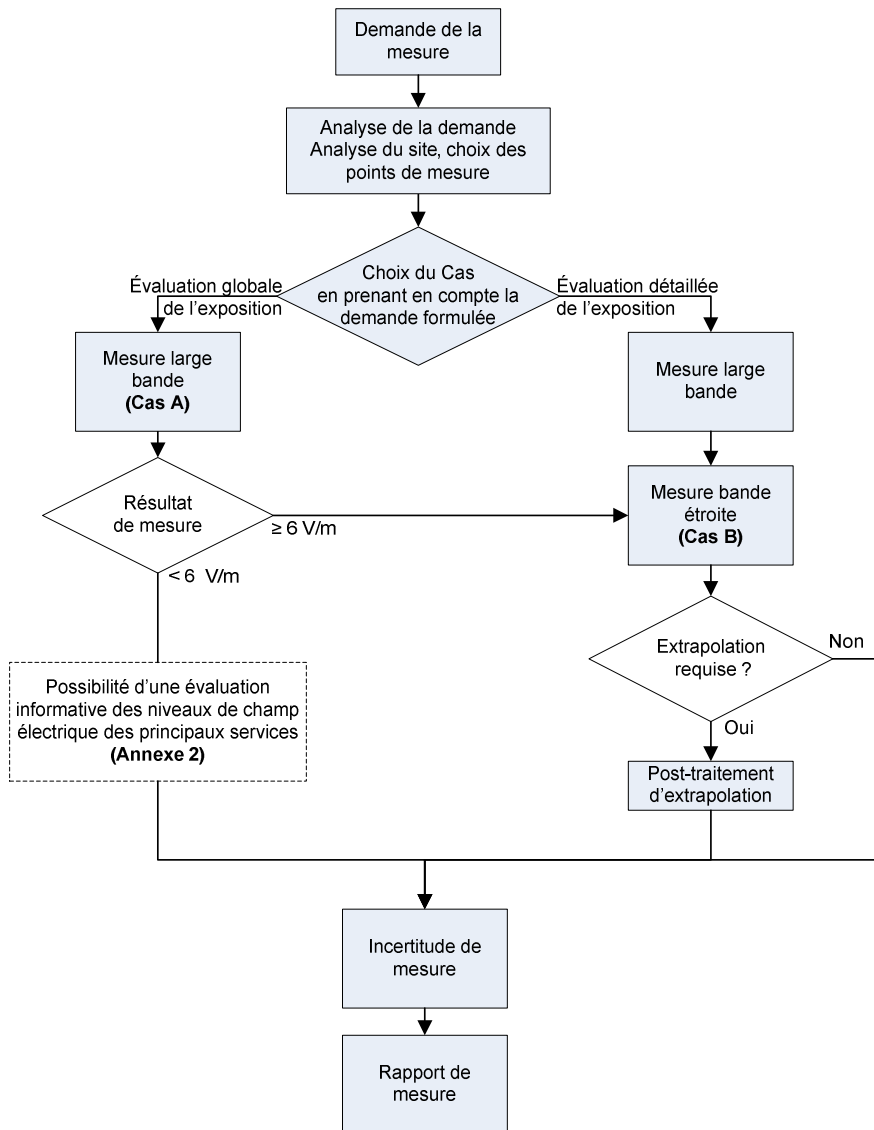 Demande de la
mesure
Analyse de la demande
Analyse du site, choix des
points de mesure
Choix du Cas
en prenant en compte la
demande formulée
Évaluation globale
de l’exposition
Évaluation détaillée
de l’exposition
Mesure large
bande
(Cas A)
Mesure large
bande
Résultat
de mesure
≥ 6 V/m
< 6 V/m
Mesure bande
étroite
(Cas B)
Extrapolation
requise ?
Non
Oui
Possibilité d’une évaluation
informative des niveaux de champ
électrique des principaux services
(Annexe 2)
Post-traitement
d’extrapolation
Incertitude de
mesure
Rapport de
mesure